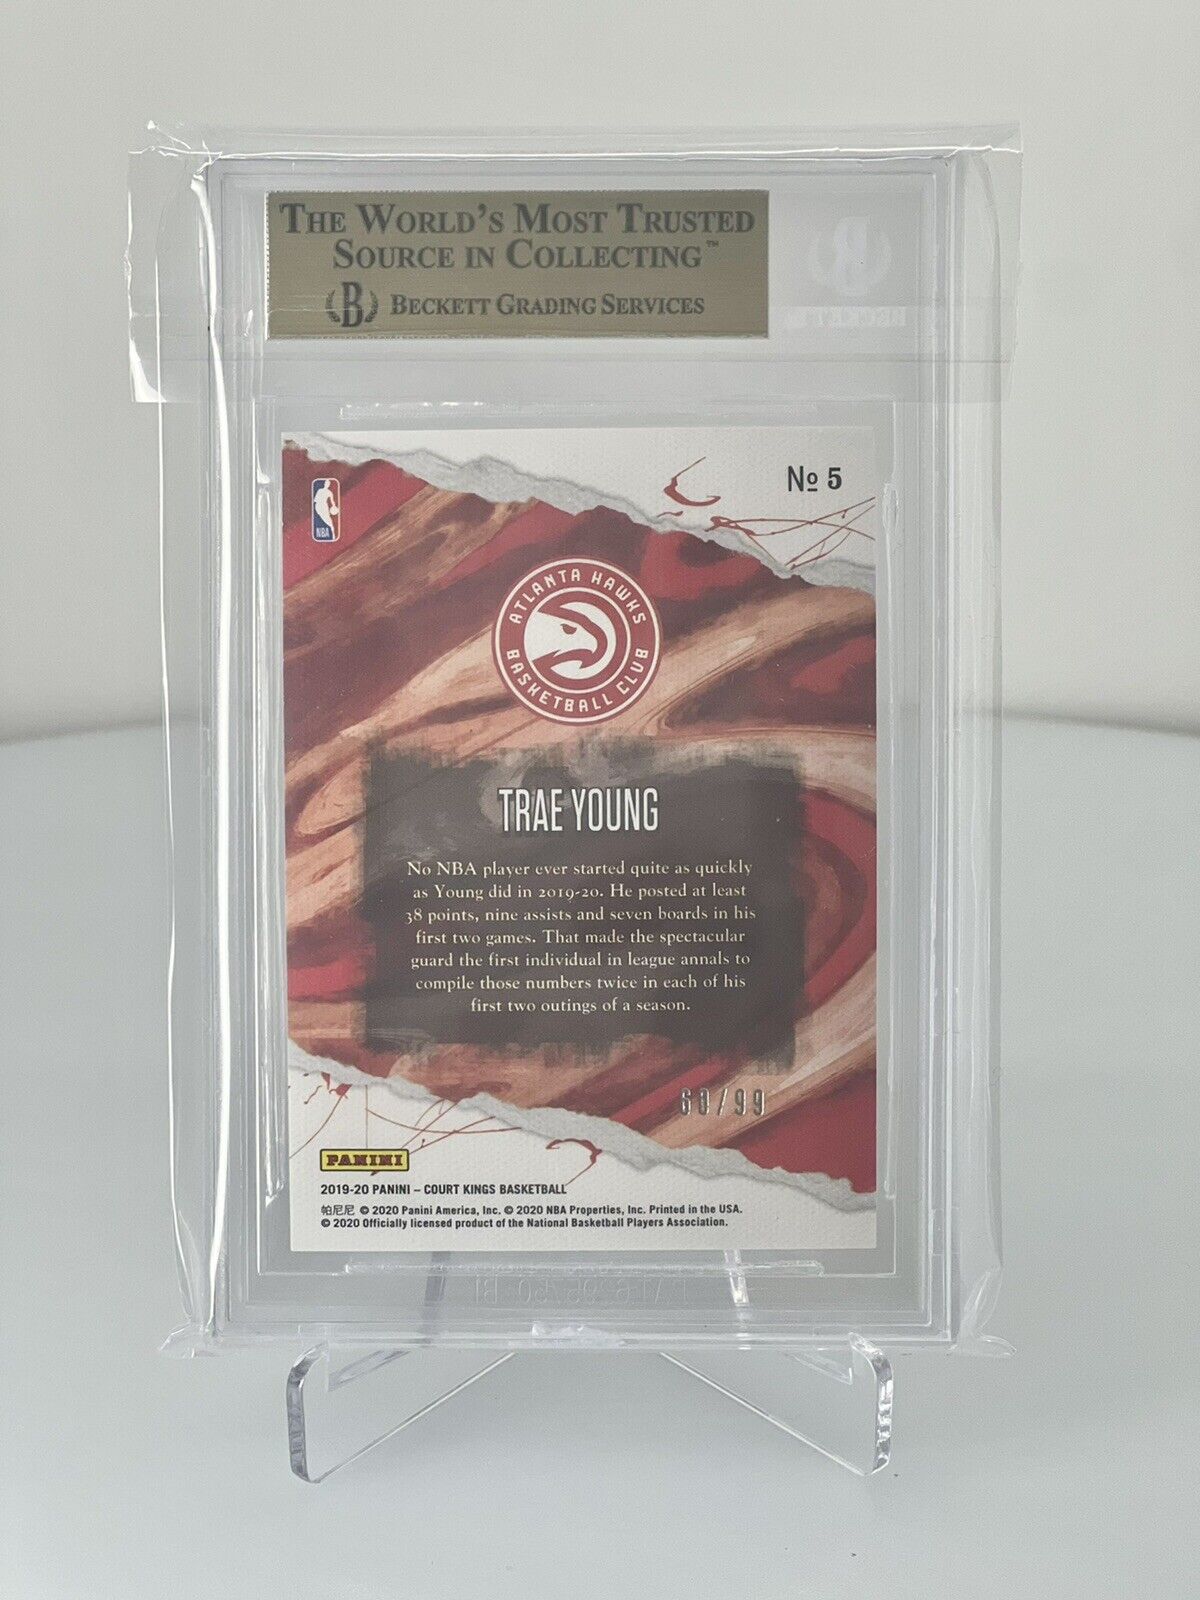 THE WORLD'S MOST TRUSTED
SOURCE IN COLLECTING™
B BECKETT GRADING SERVICES
B
BECKETT
№ 5
NBA
ATLANTA HAWKS
BASKETBALL CLUB
TRAE YOUNG
No NBA player ever started quite as quickly
as Young did in 2019-20. He posted at least
38 points, nine assists and seven boards in his
first two games. That made the spectacular
guard the first individual in league annals to
compile those numbers twice in each of his
first two outings of a season.
/99
PANINI
2019-20 PANINI – COURT KINGS BASKETBALL
帕尼尼 © 2020 Panini America, Inc. © 2020 NBA Properties, Inc. Printed in the USA.
© 2020 Officially licensed product of the National Basketball Players Association.